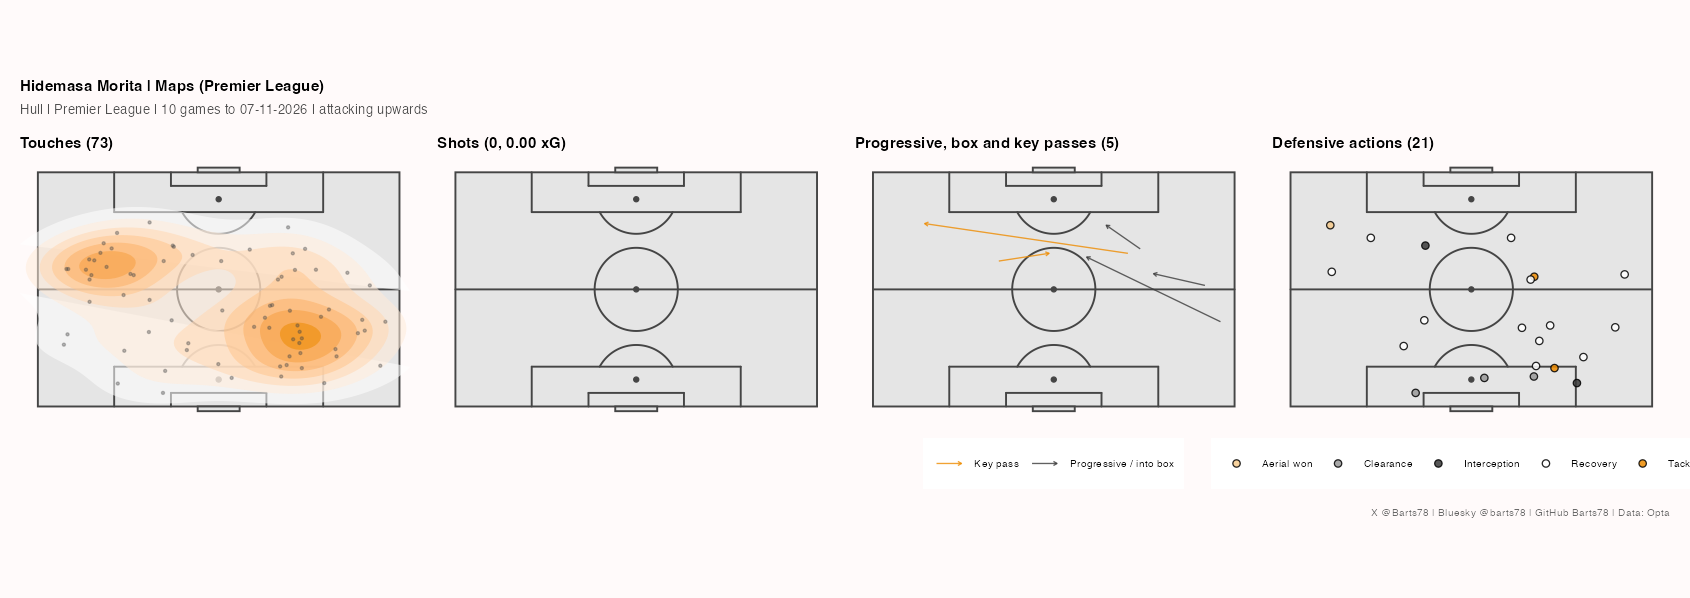 Hidemasa Morita | Maps (Premier League)
Hull | Premier League | 10 games to 07-11-2026 | attacking upwards
Touches (73)
Shots (0, 0.00 xG)
Progressive, box and key passes (5)
Defensive actions (21)
Key pass
Progressive / into box
Aerial won
Clearance
Interception
Recovery
Tack
X @Barts78 | Bluesky @barts78 | GitHub Barts78 | Data: Opta